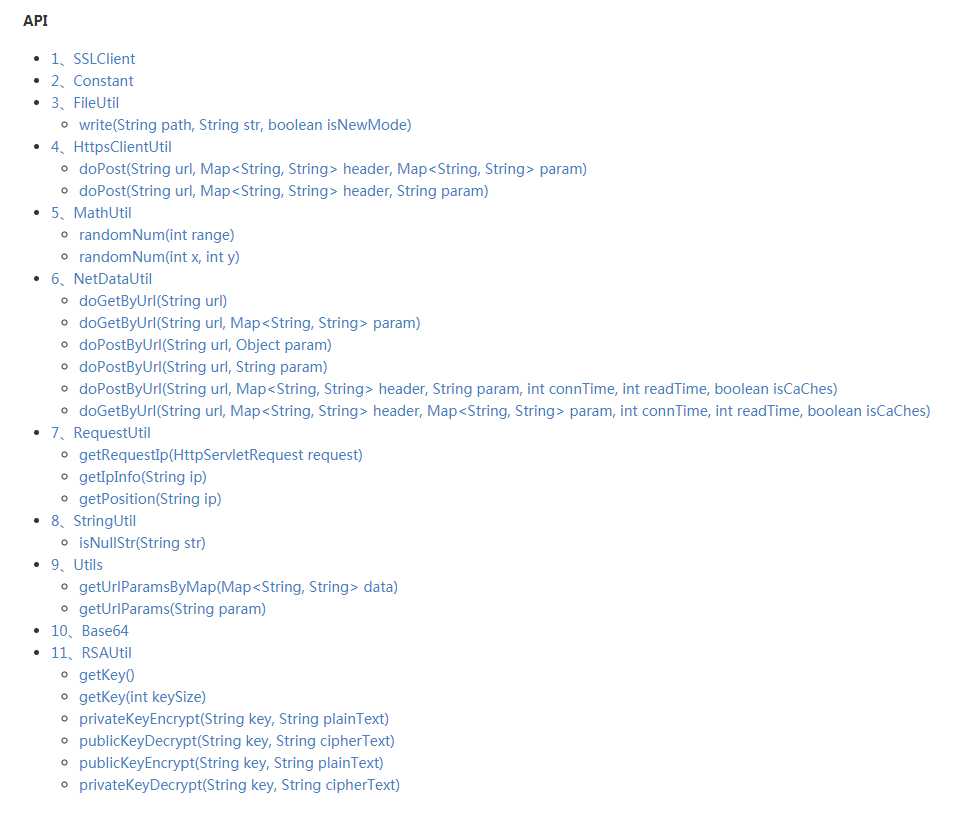 API
1、SSLClient
2、Constant
3、FileUtil
write(String path, String str, boolean isNewMode)
4、HttpsClientUtil
doPost(String url, Map<String, String> header, Map<String, String> param)
doPost(String url, Map<String, String> header, String param)
5、MathUtil
randomNum(int range)
randomNum(int x, int y)
6、NetDataUtil
doGetByUrl(String url)
doGetByUrl(String url, Map<String, String> param)
doPostByUrl(String url, Object param)
doPostByUrl(String url, String param)
doPostByUrl(String url, Map<String, String> header, String param, int connTime, int readTime, boolean isCaChes)
doGetByUrl(String url, Map<String, String> header, Map<String, String> param, int connTime, int readTime, boolean isCaChes)
7、RequestUtil
getRequestIp(HttpServletRequest request)
getIpInfo(String ip)
getPosition(String ip)
8、StringUtil
isNullStr(String str)
9、Utils
getUrlParamsByMap(Map<String, String> data)
getUrlParams(String param)
10、Base64
11、RSAUtil
getKey()
getKey(int keySize)
privateKeyEncrypt(String key, String plainText)
publicKeyDecrypt(String key, String cipherText)
publicKeyEncrypt(String key, String plainText)
privateKeyDecrypt(String key, String cipherText)